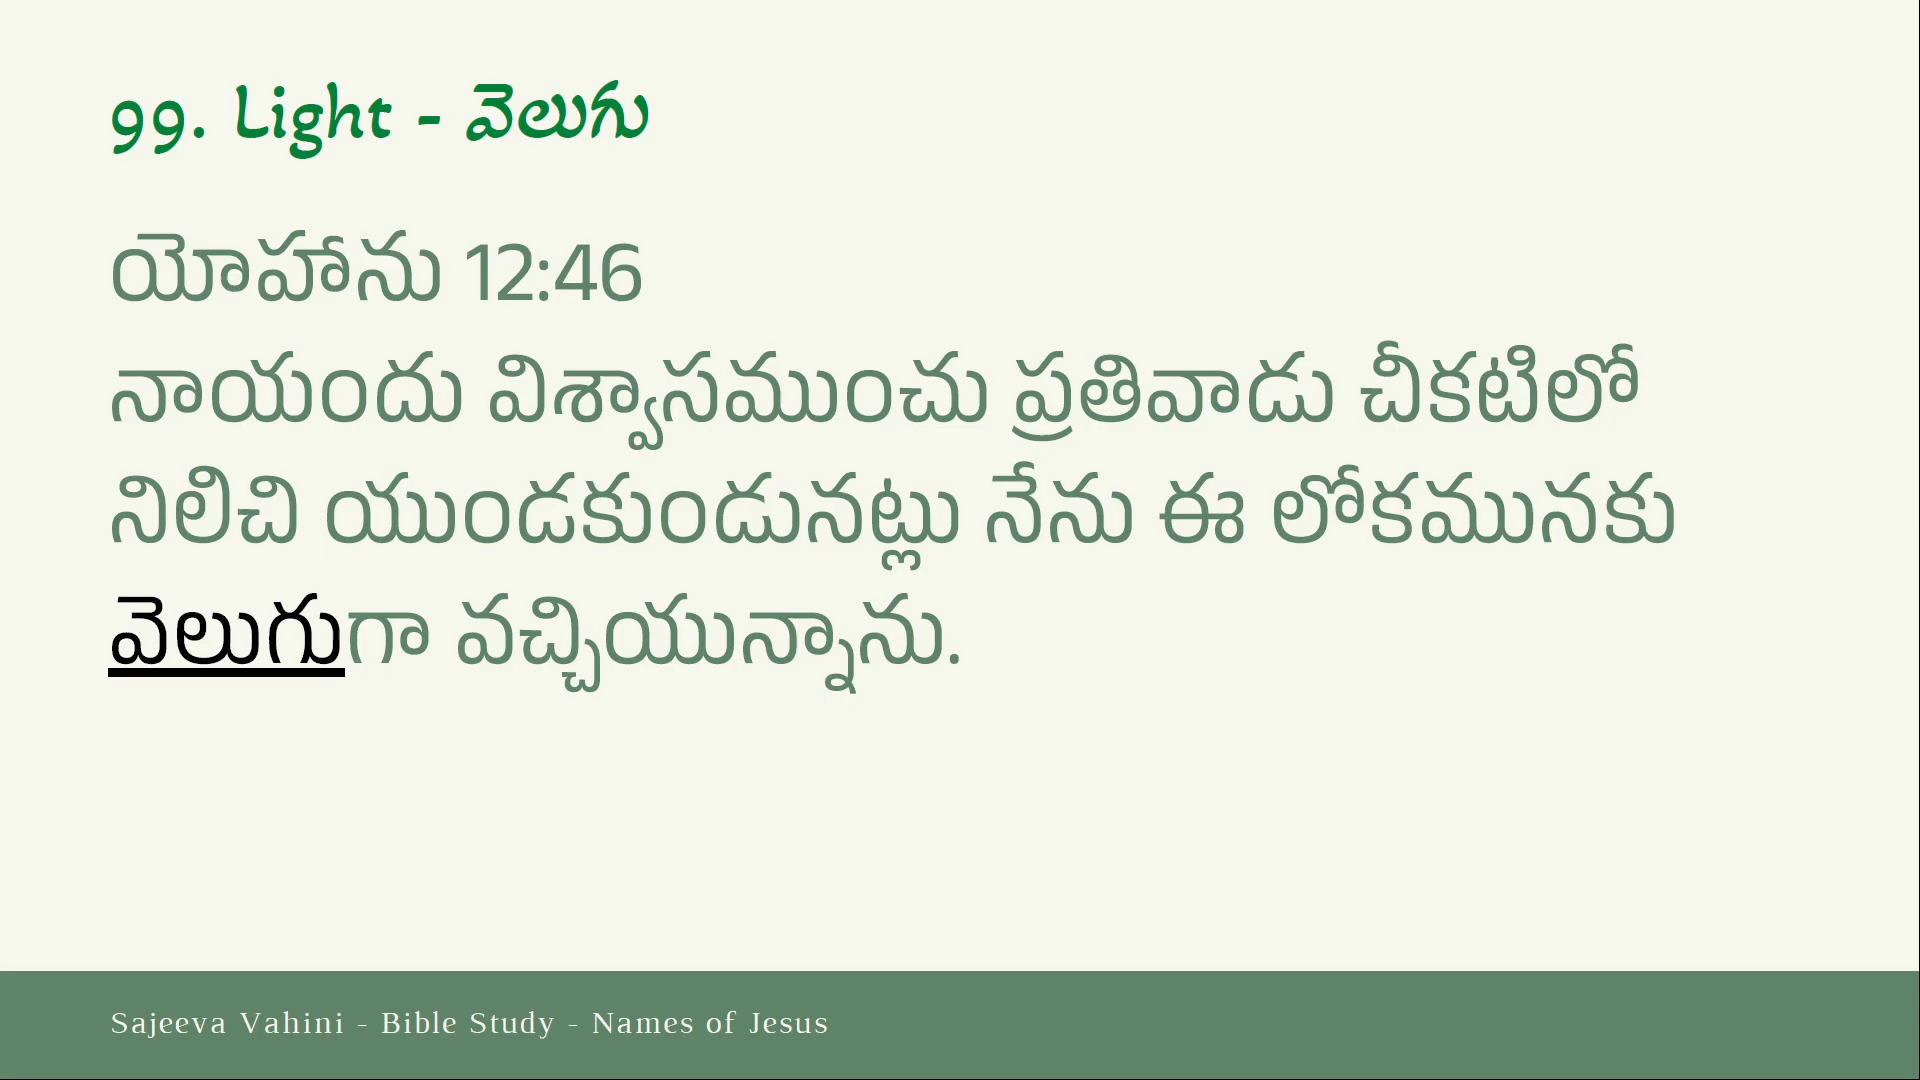 99. Light - వెలుగు
యోహాను 12:46
నాయందు విశ్వాసముంచు ప్రతివాడు చీకటిలో
నిలిచి యుండకుండునట్లు నేను ఈ లోకమునకు
వెలుగుగా వచ్చియున్నాను.
Sajeeva Vahini - Bible Study - Names of Jesus